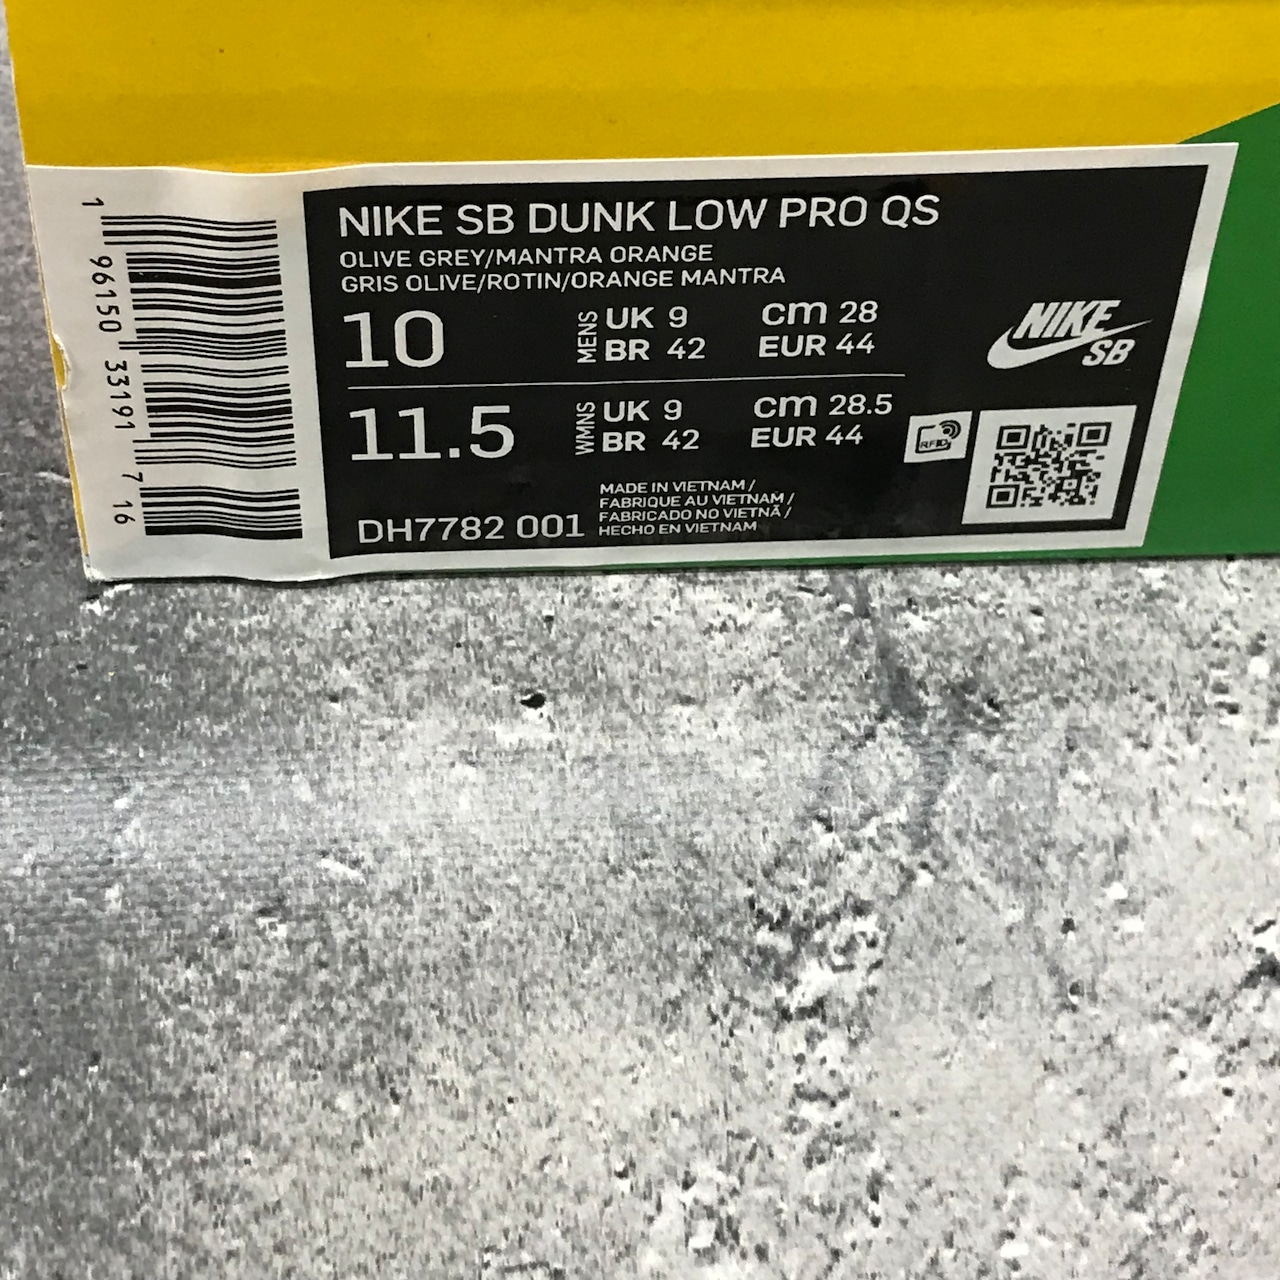 NIKE SB DUNK LOW PRO QS
OLIVE GREY/MANTRA ORANGE
GRIS OLIVE/ROTIN/ORANGE MANTRA
10 MENS UK 9 cm 28
BR 42 EUR 44
11.5 WMNS UK 9 cm 28.5
BR 42 EUR 44
NIKE
SB
RFID
MADE IN VIETNAM /
FABRIQUE AU VIETNAM /
FABRICADO NO VIETNÃ /
HECHO EN VIETNAM
DH7782 001
1 96150 33191 7 16